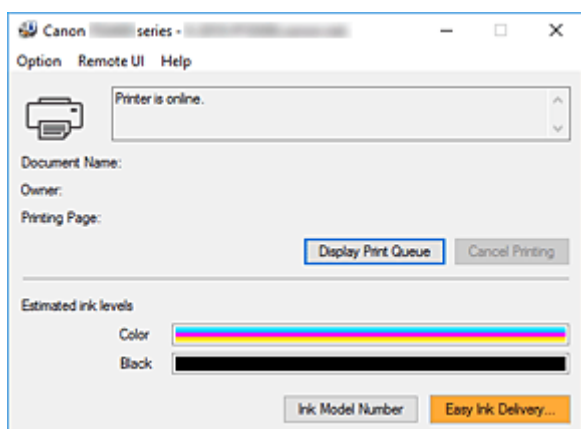 Canon series -
Option Remote UI Help
Printer is online.
Document Name:
Owner:
Printing Page:
Display Print Queue Cancel Printing
Estimated ink levels
Color
Black
Ink Model Number Easy Ink Delivery...